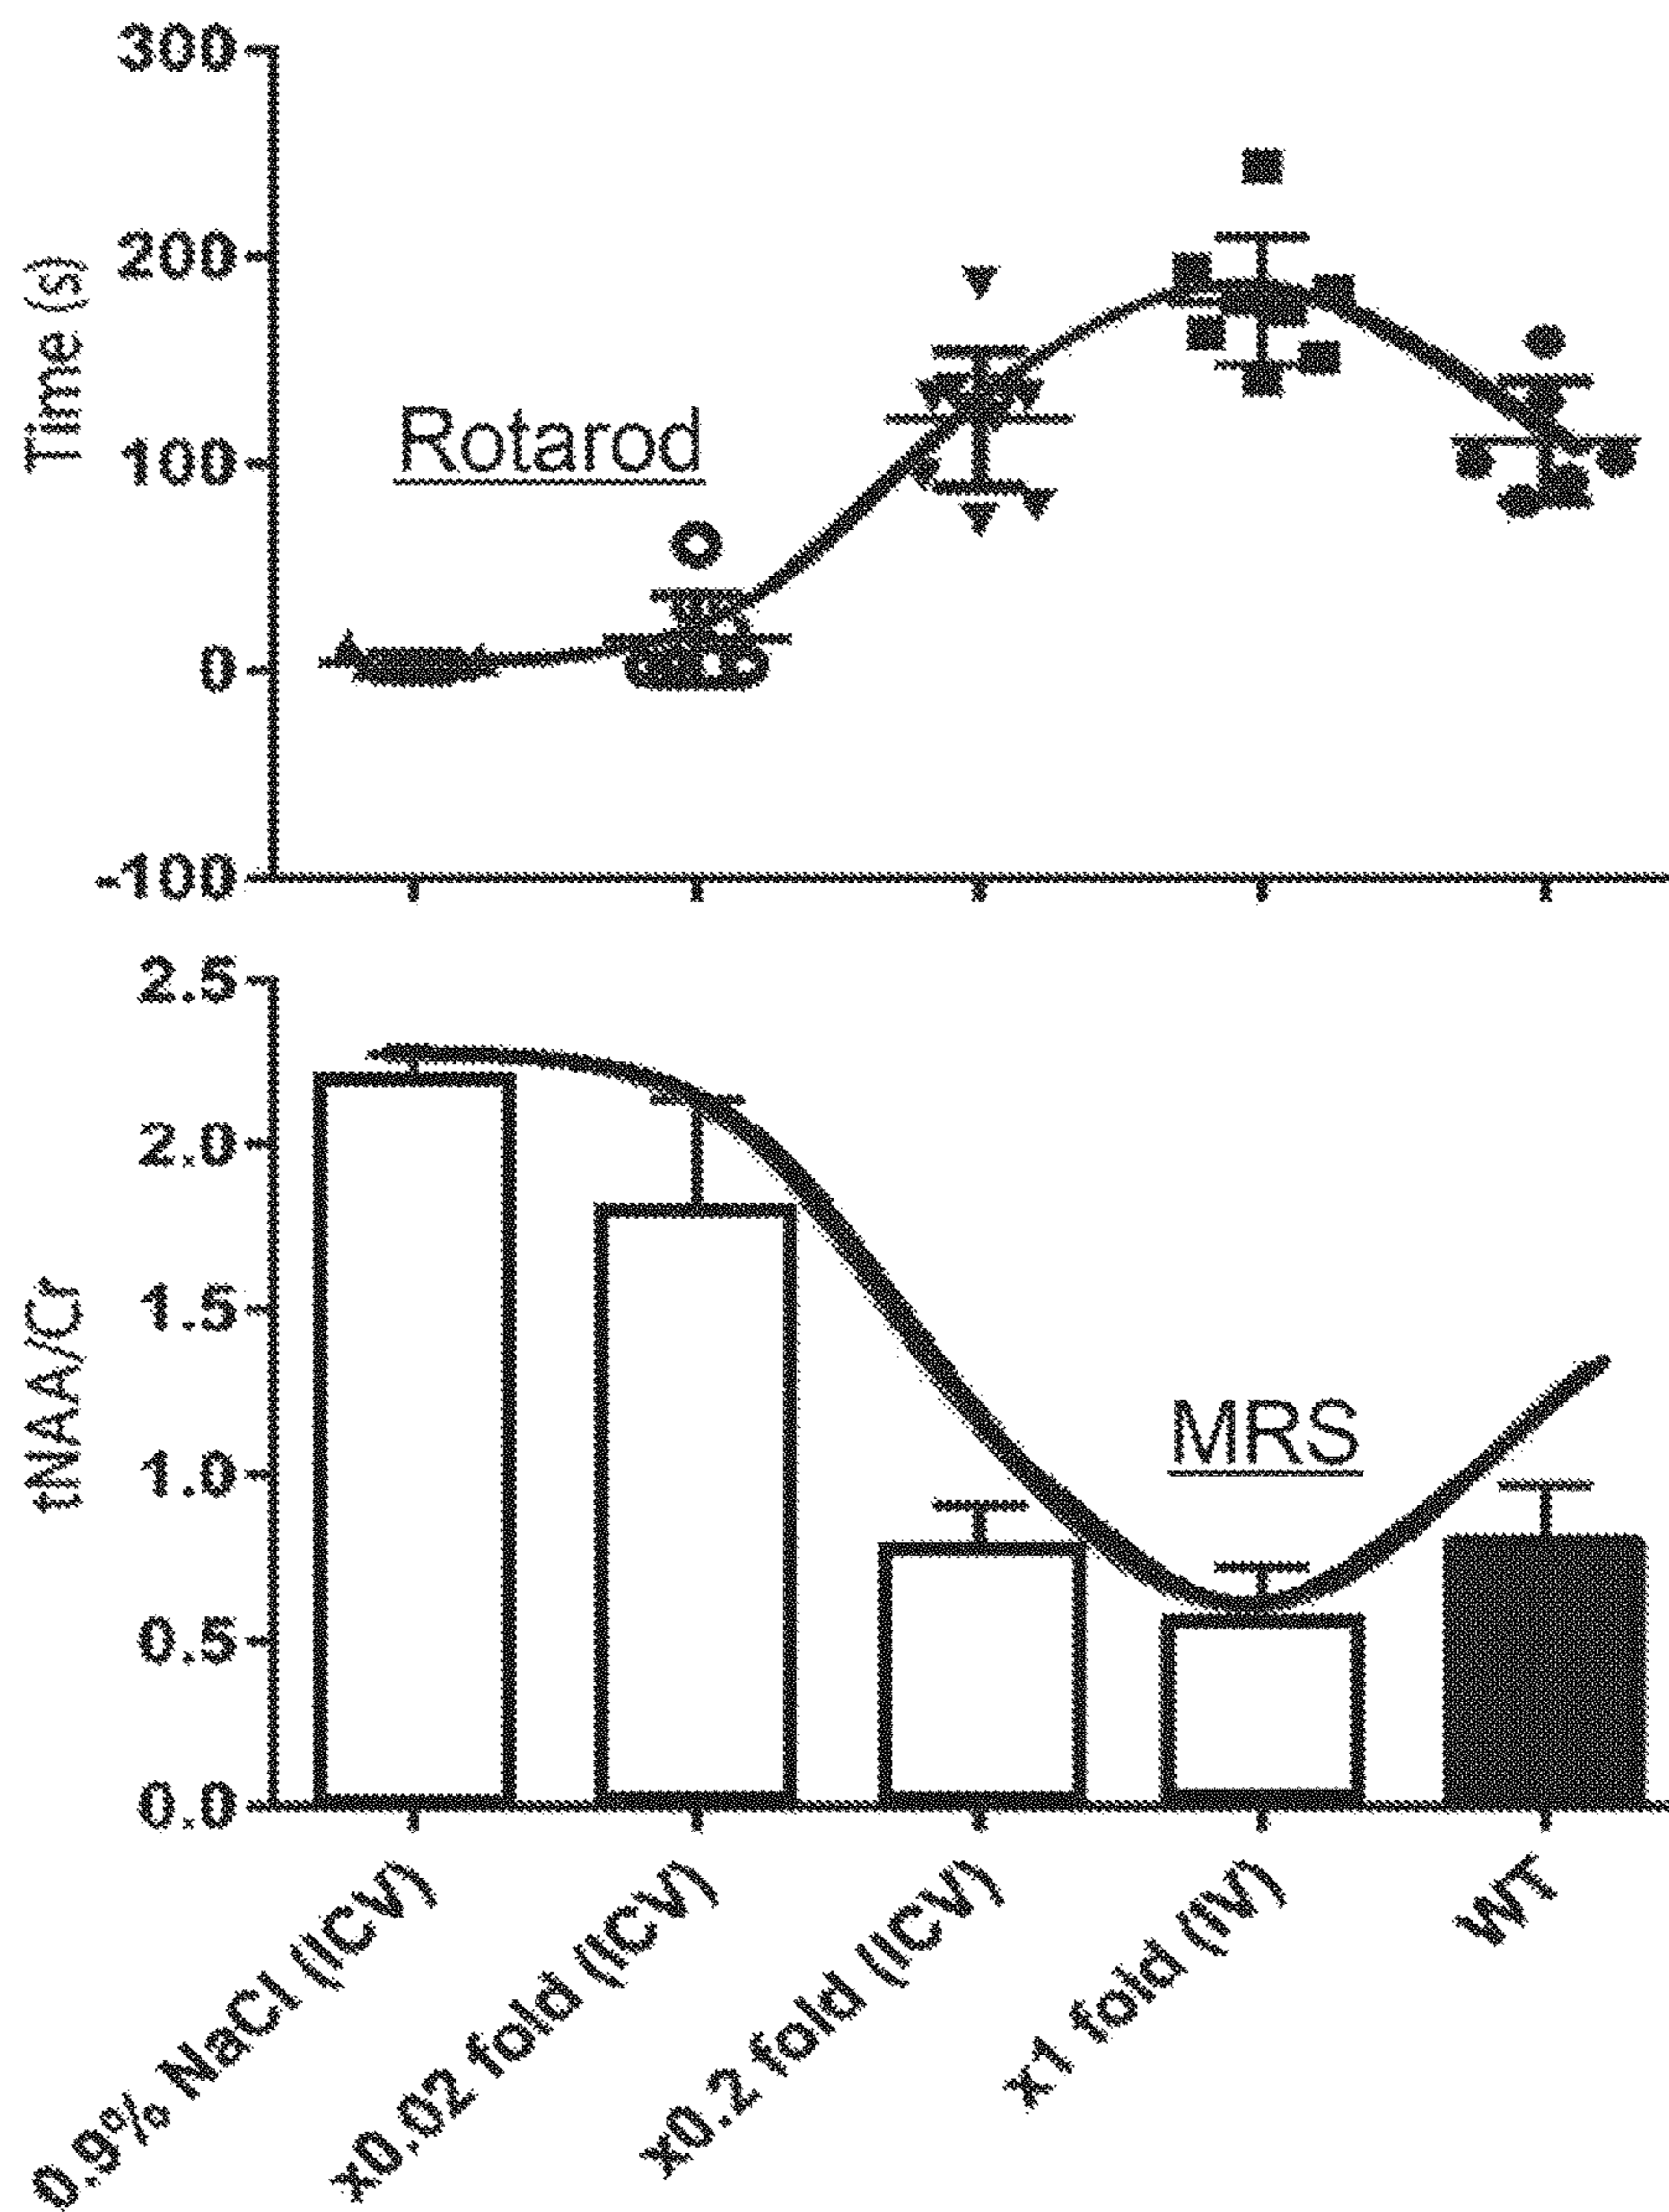 300
200
100
0
-100
Time (s)
Rotarod
2.5
2.0
1.5
1.0
0.5
0.0
tNAA/Cr
MRS
0.9% NaCl (ICV)
x0.02 fold (ICV)
x0.2 fold (ICV)
x1 fold (IV)
WT